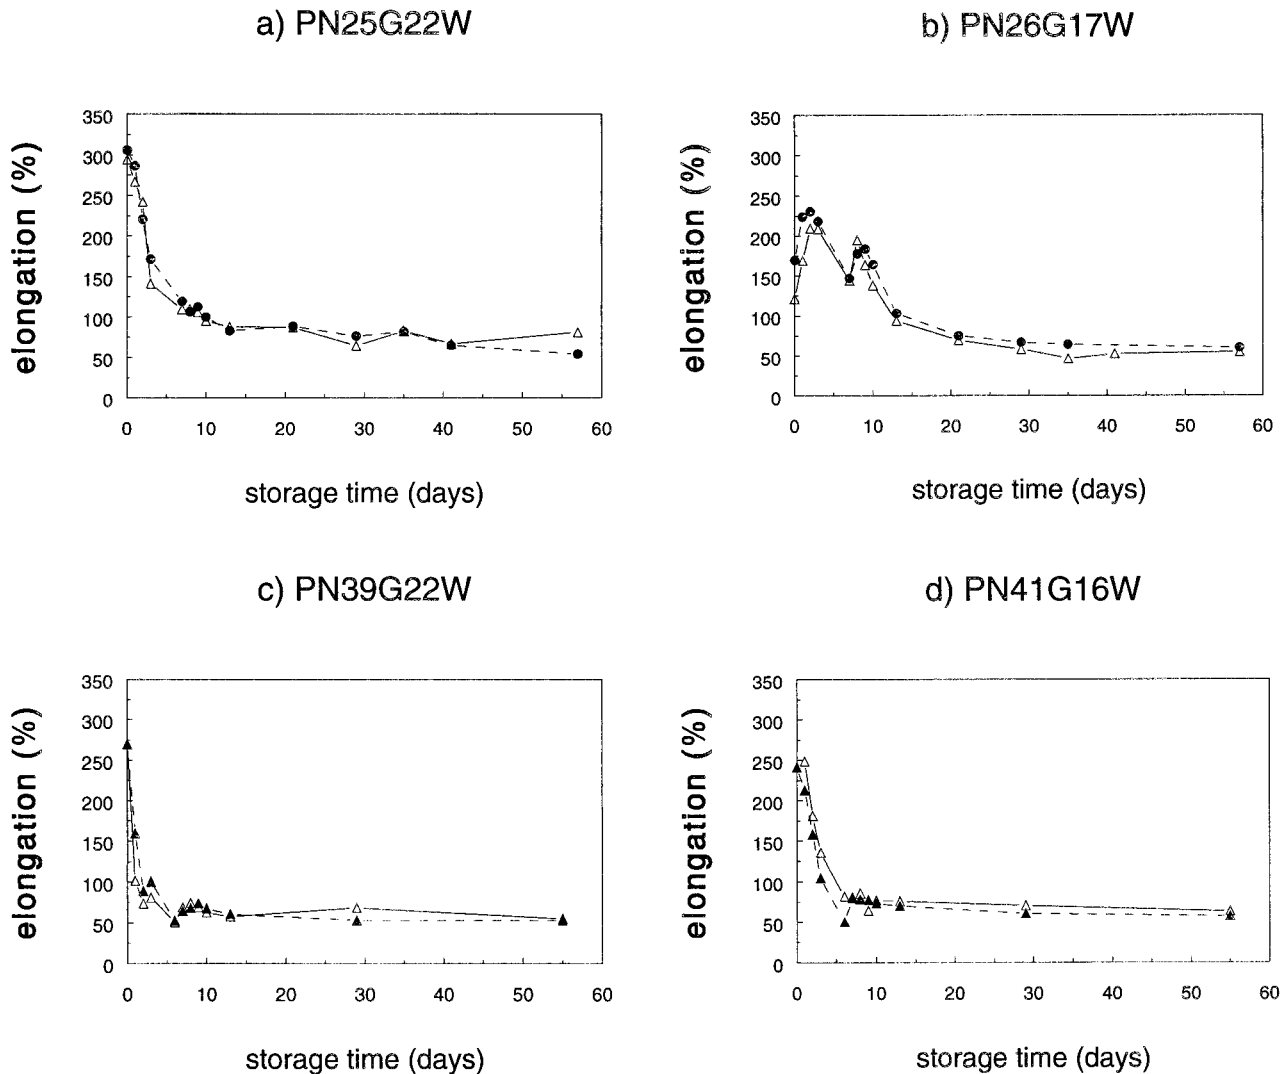 a) PN25G22W
b) PN26G17W
350
300
250
200
150
100
50
0
elongation (%)
0 10 20 30 40 50 60
storage time (days)
350
300
250
200
150
100
50
0
elongation (%)
0 10 20 30 40 50 60
storage time (days)
c) PN39G22W
d) PN41G16W
350
300
250
200
150
100
50
0
elongation (%)
0 10 20 30 40 50 60
storage time (days)
350
300
250
200
150
100
50
0
elongation (%)
0 10 20 30 40 50 60
storage time (days)